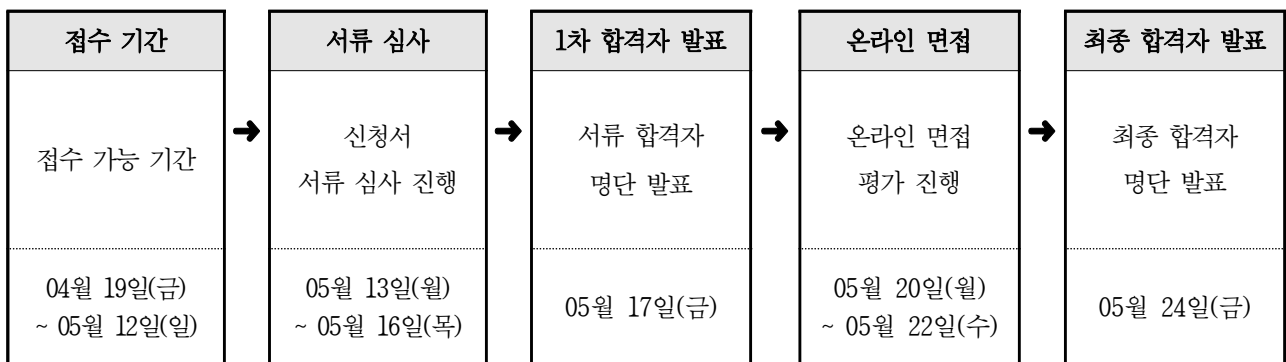 접수 기간
접수 가능 기간
04월 19일(금)
~ 05월 12일(일)
➜
서류 심사
신청서
서류 심사 진행
05월 13일(월)
~ 05월 16일(목)
➜
1차 합격자 발표
서류 합격자
명단 발표
05월 17일(금)
➜
온라인 면접
온라인 면접
평가 진행
05월 20일(월)
~ 05월 22일(수)
➜
최종 합격자 발표
최종 합격자
명단 발표
05월 24일(금)